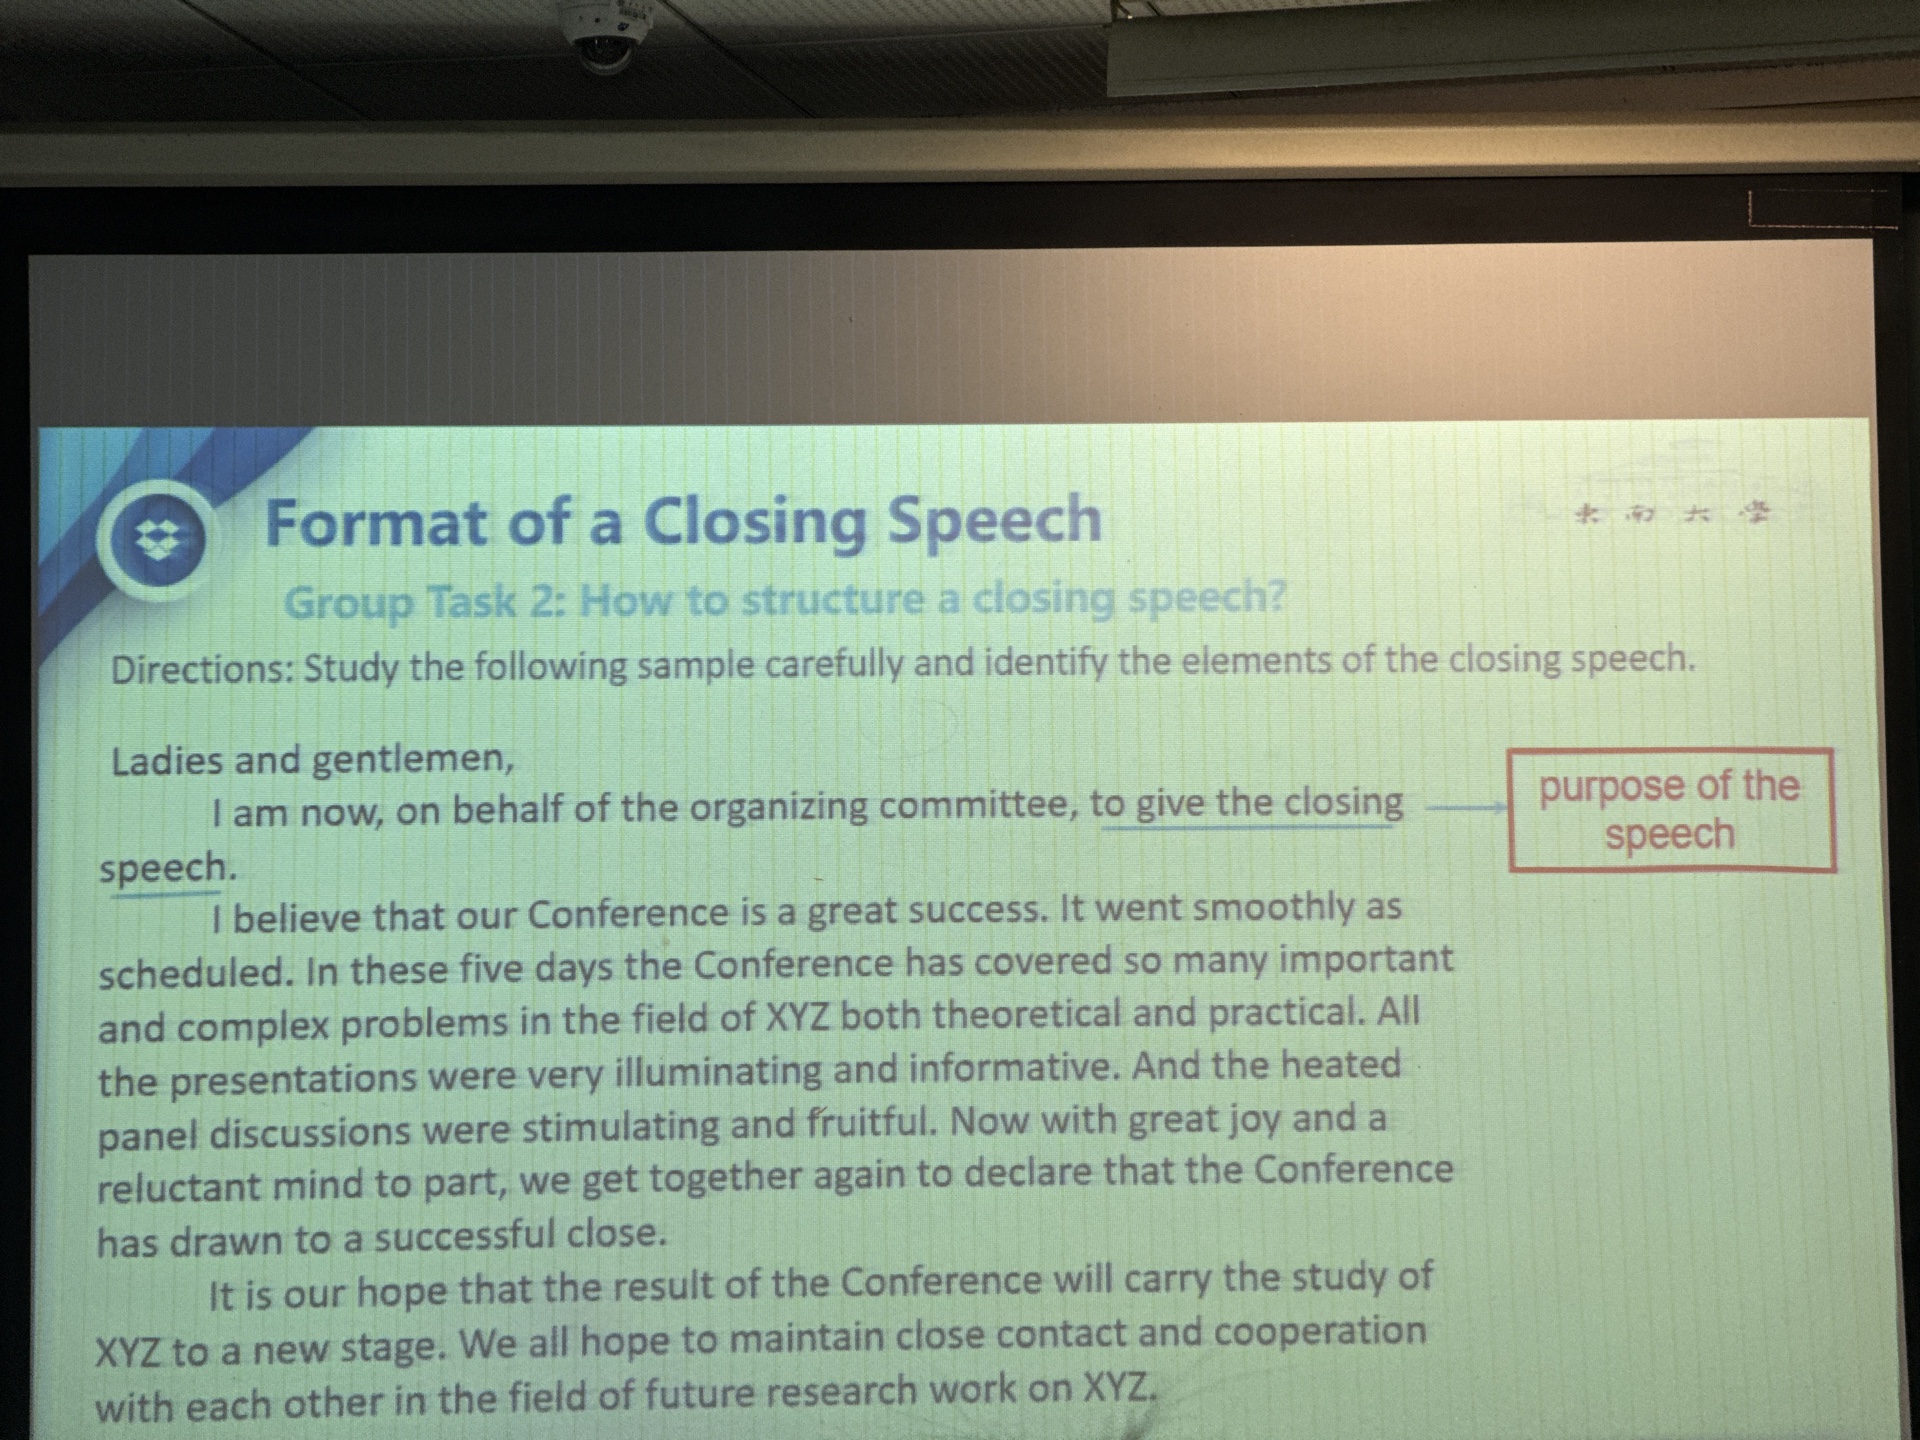 Format of a Closing Speech
东南大学
Group Task 2: How to structure a closing speech?
Directions: Study the following sample carefully and identify the elements of the closing speech.
Ladies and gentlemen,
I am now, on behalf of the organizing committee, to give the closing
speech.
purpose of the
speech
I believe that our Conference is a great success. It went smoothly as
scheduled. In these five days the Conference has covered so many important
and complex problems in the field of XYZ both theoretical and practical. All
the presentations were very illuminating and informative. And the heated
panel discussions were stimulating and fruitful. Now with great joy and a
reluctant mind to part, we get together again to declare that the Conference
has drawn to a successful close.
It is our hope that the result of the Conference will carry the study of
XYZ to a new stage. We all hope to maintain close contact and cooperation
with each other in the field of future research work on XYZ.